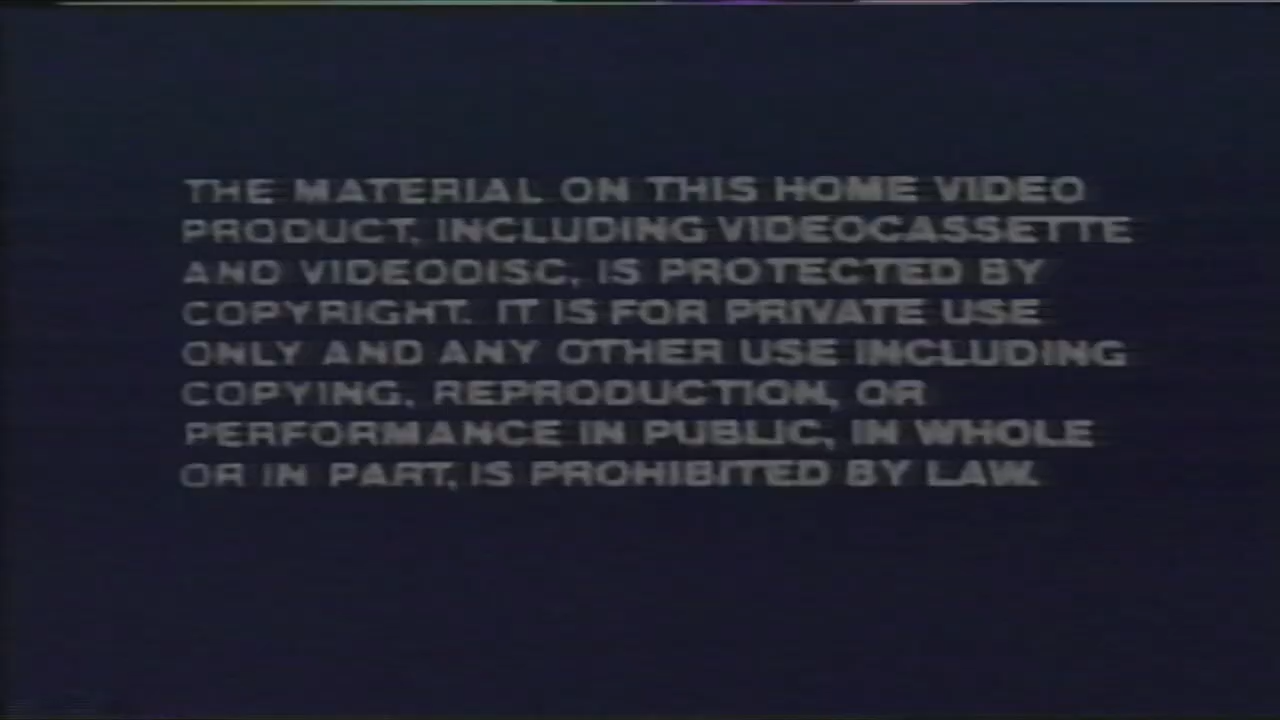 THE MATERIAL ON THIS HOME VIDEO
PRODUCT, INCLUDING VIDEOCASSETTE
AND VIDEODISC, IS PROTECTED BY
COPYRIGHT. IT IS FOR PRIVATE USE
ONLY AND ANY OTHER USE INCLUDING
COPYING, REPRODUCTION, OR
PERFORMANCE IN PUBLIC, IN WHOLE
OR IN PART, IS PROHIBITED BY LAW.